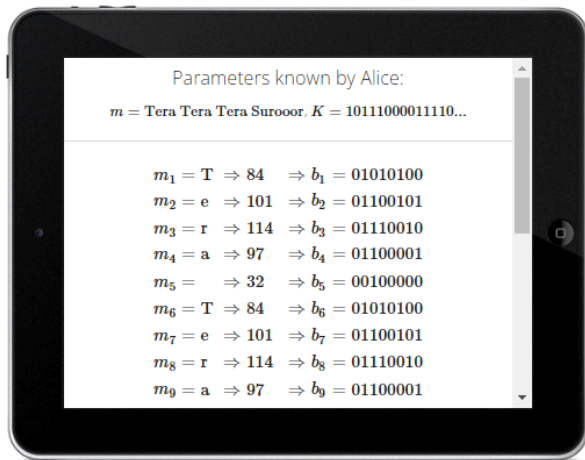 Parameters known by Alice:
m = Tera Tera Tera Surooor, K = 10111000011110...
m₁ = T ⇒ 84 ⇒ b₁ = 01010100
m₂ = e ⇒ 101 ⇒ b₂ = 01100101
m₃ = r ⇒ 114 ⇒ b₃ = 01110010
m₄ = a ⇒ 97 ⇒ b₄ = 01100001
m₅ = ⇒ 32 ⇒ b₅ = 00100000
m₆ = T ⇒ 84 ⇒ b₆ = 01010100
m₇ = e ⇒ 101 ⇒ b₇ = 01100101
m₈ = r ⇒ 114 ⇒ b₈ = 01110010
m₉ = a ⇒ 97 ⇒ b₉ = 01100001